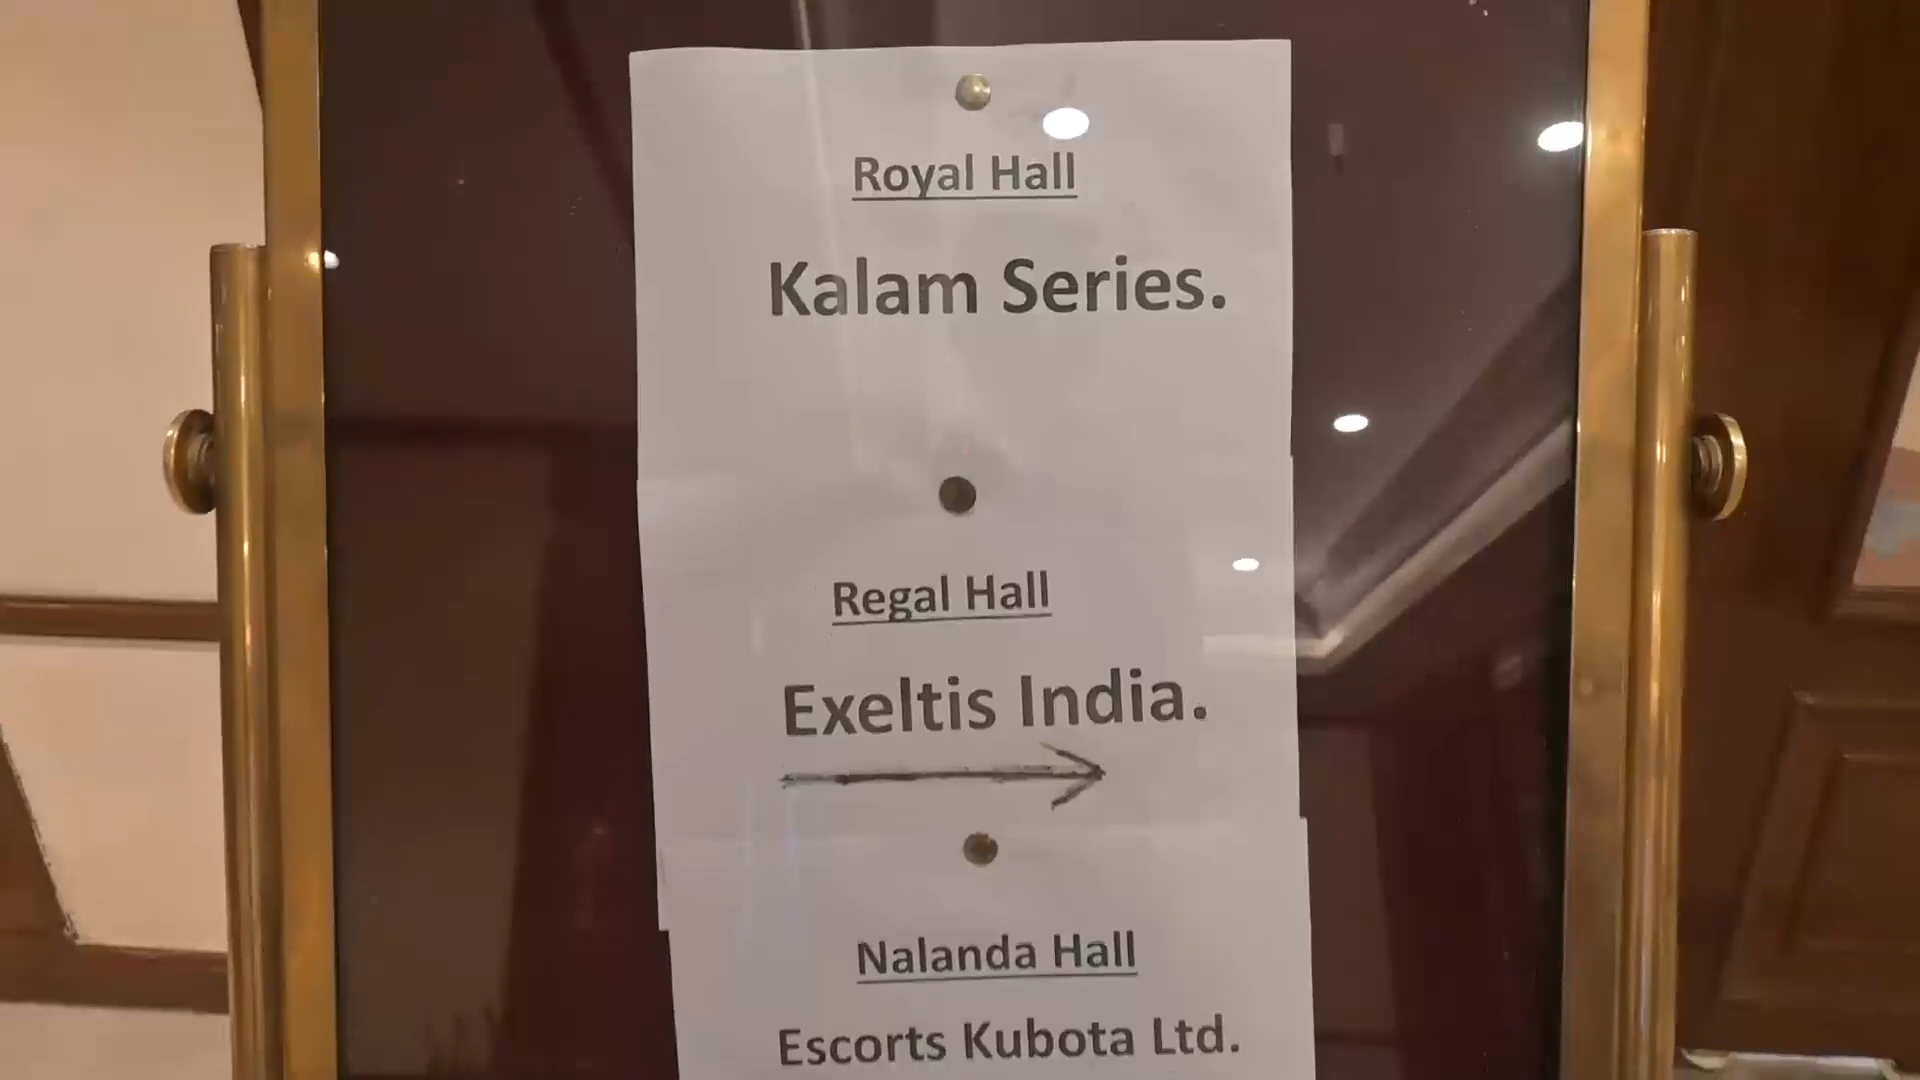 Royal Hall
Kalam Series.
Regal Hall
Exeltis India.
Nalanda Hall
Escorts Kubota Ltd.